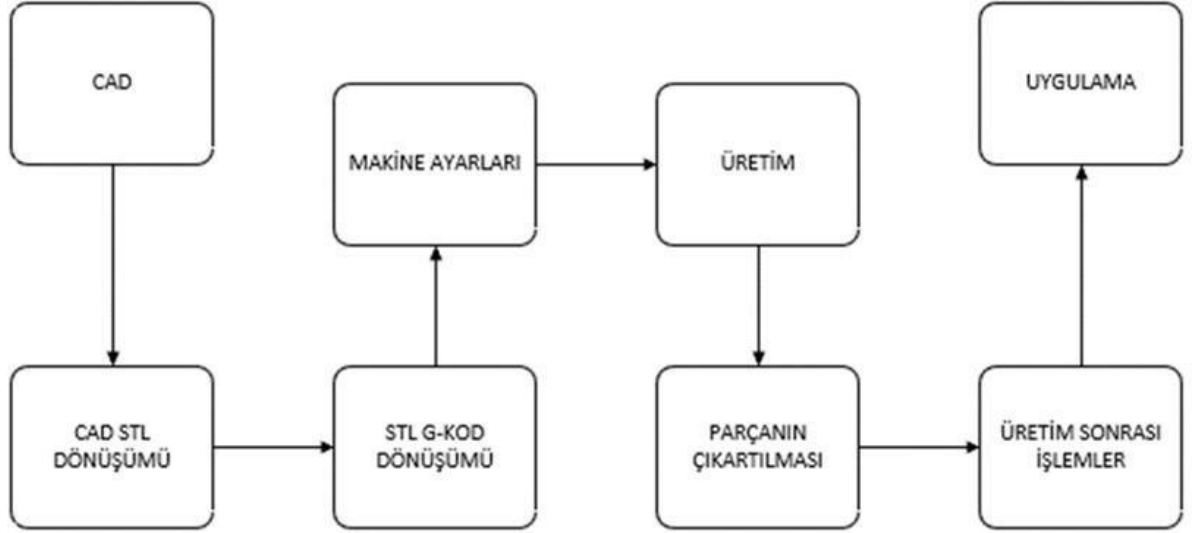 CAD
CAD STL
DÖNÜŞÜMÜ
STL G-KOD
DÖNÜŞÜMÜ
MAKİNE AYARLARI
ÜRETİM
PARÇANIN
ÇIKARTILMASI
ÜRETİM SONRASI
İŞLEMLER
UYGULAMA